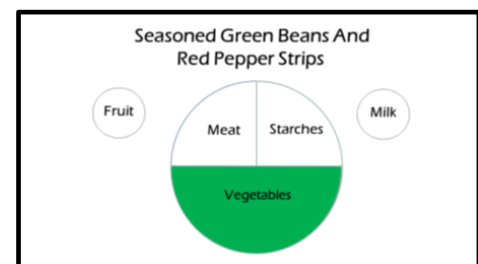 Seasoned Green Beans And
Red Pepper Strips
Fruit
Meat
Starches
Milk
Vegetables